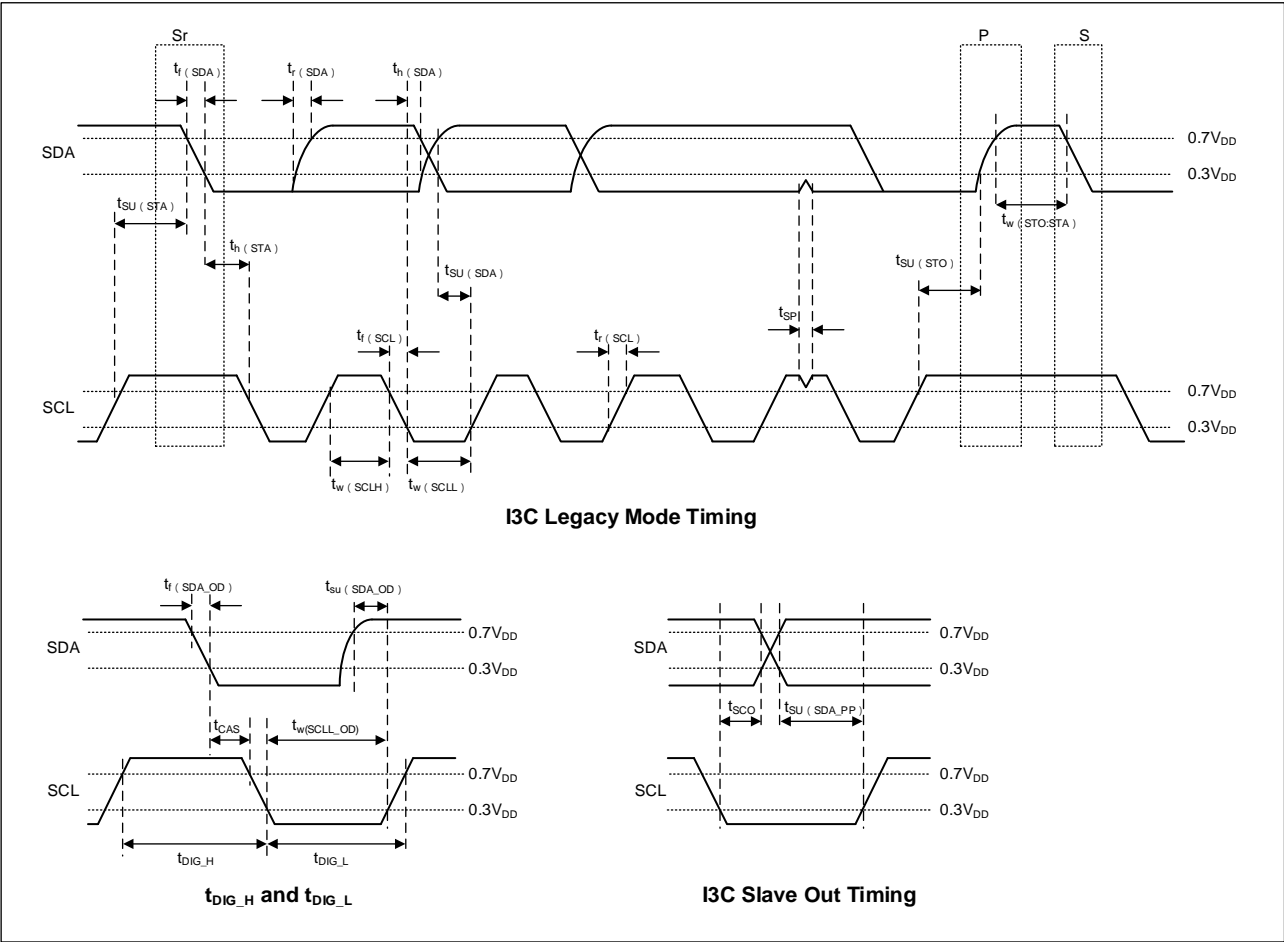 Sr P S
tf ( SDA ) tr ( SDA ) th ( SDA )
SDA
0.7VDD
0.3VDD
tSU ( STA )
tw ( STO:STA )
th ( STA )
tSU ( STO )
tSU ( SDA )
tSP
tf ( SCL ) tr ( SCL )
SCL
0.7VDD
0.3VDD
tw ( SCLH ) tw ( SCLL )
I3C Legacy Mode Timing
tf ( SDA_OD ) tsu ( SDA_OD )
SDA
0.7VDD
0.3VDD
tCAS tw(SCLL_OD)
SCL
0.7VDD
0.3VDD
tDIG_H tDIG_L
tDIG_H and tDIG_L
SDA
0.7VDD
0.3VDD
tSCO tSU ( SDA_PP )
SCL
0.7VDD
0.3VDD
I3C Slave Out Timing